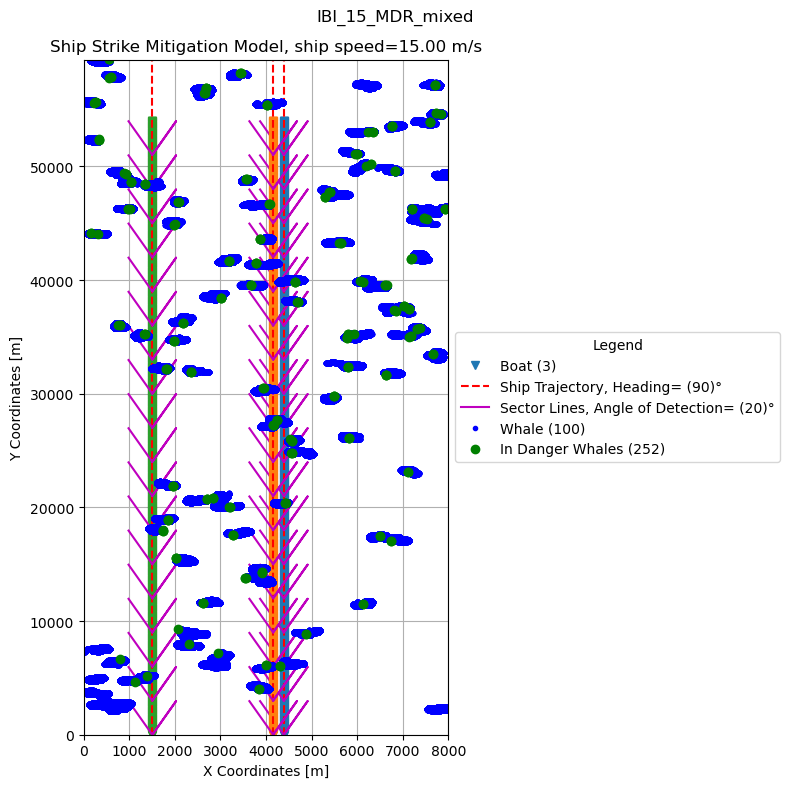 IBI_15_MDR_mixed
Ship Strike Mitigation Model, ship speed=15.00 m/s
50000
40000
30000
20000
10000
0
Y Coordinates [m]
0 1000 2000 3000 4000 5000 6000 7000 8000
X Coordinates [m]
Legend
Boat (3)
Ship Trajectory, Heading= (90)°
Sector Lines, Angle of Detection= (20)°
Whale (100)
In Danger Whales (252)